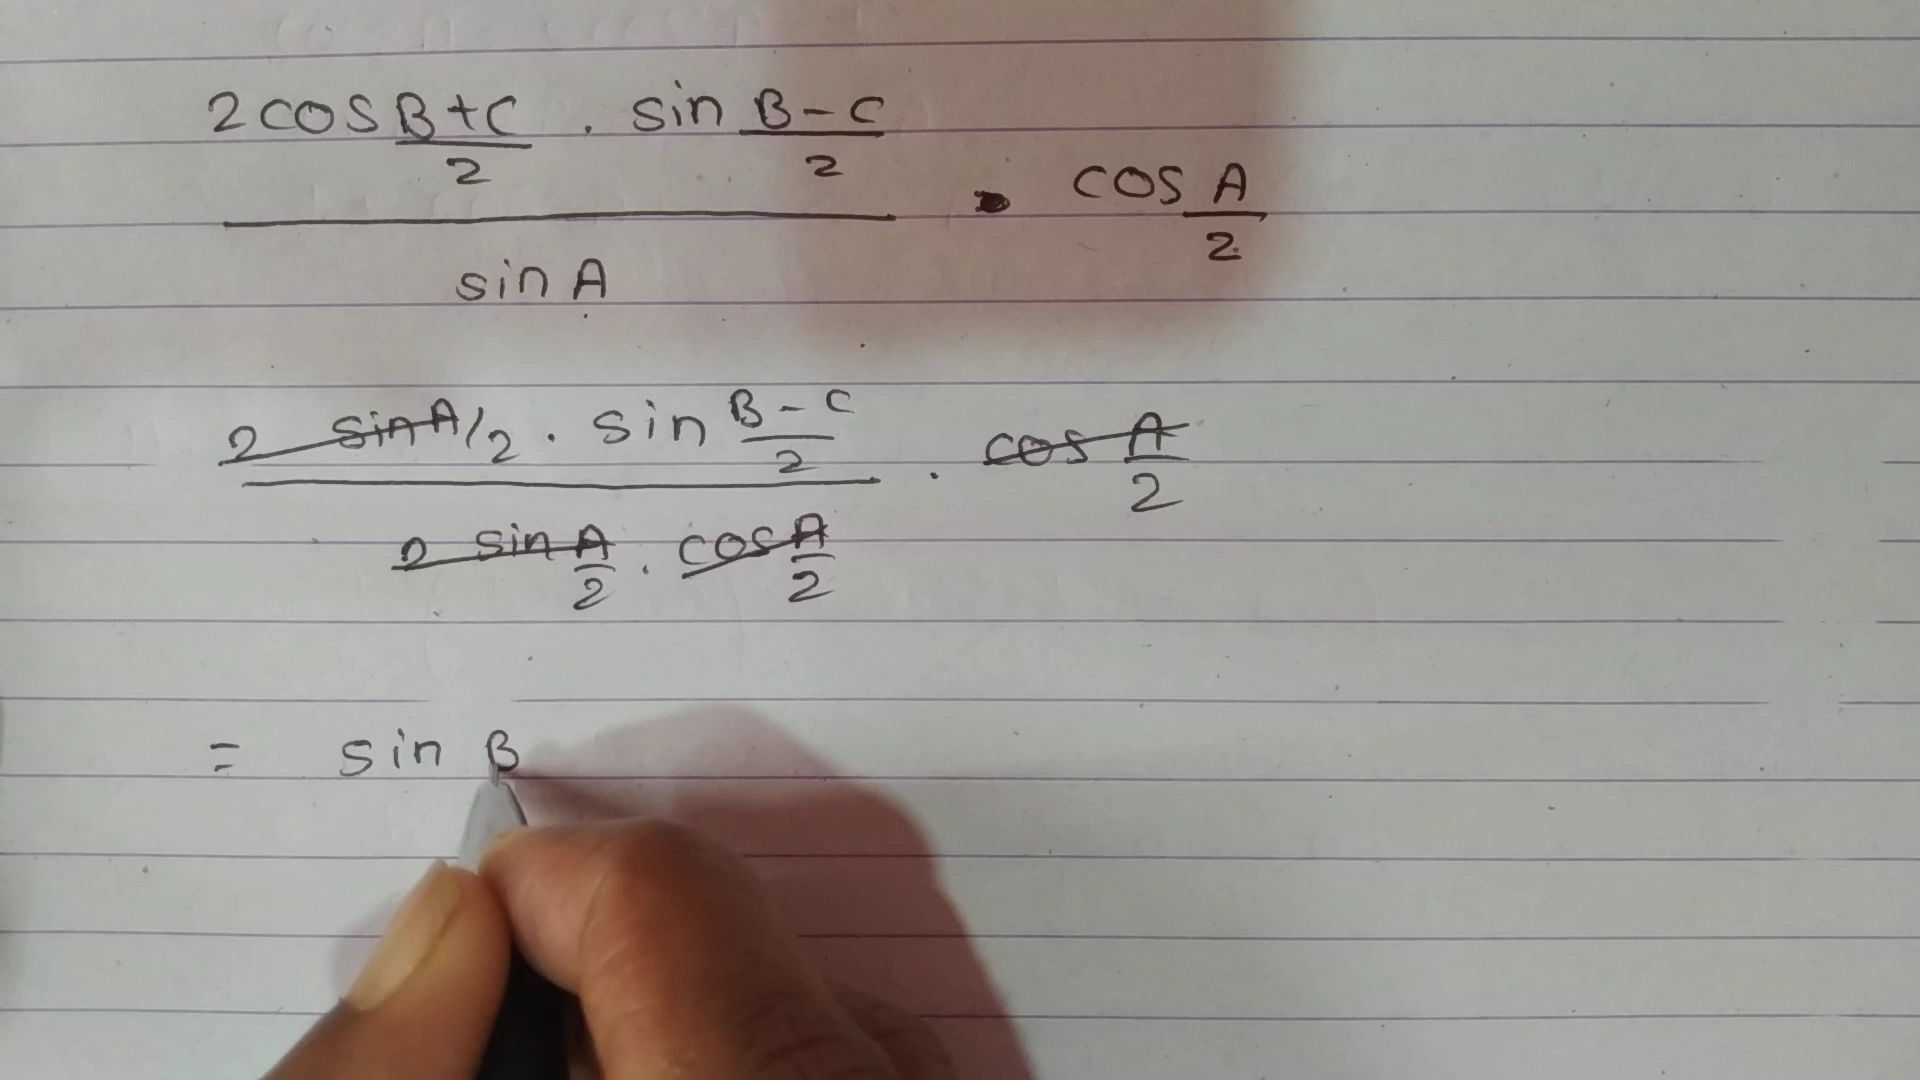 2 cos B+C/2 . sin B-C/2
sin A
. cos A/2
2 sin A/2 . sin B-C/2 . cos A/2
2 sin A/2 . cos A/2
= sin B